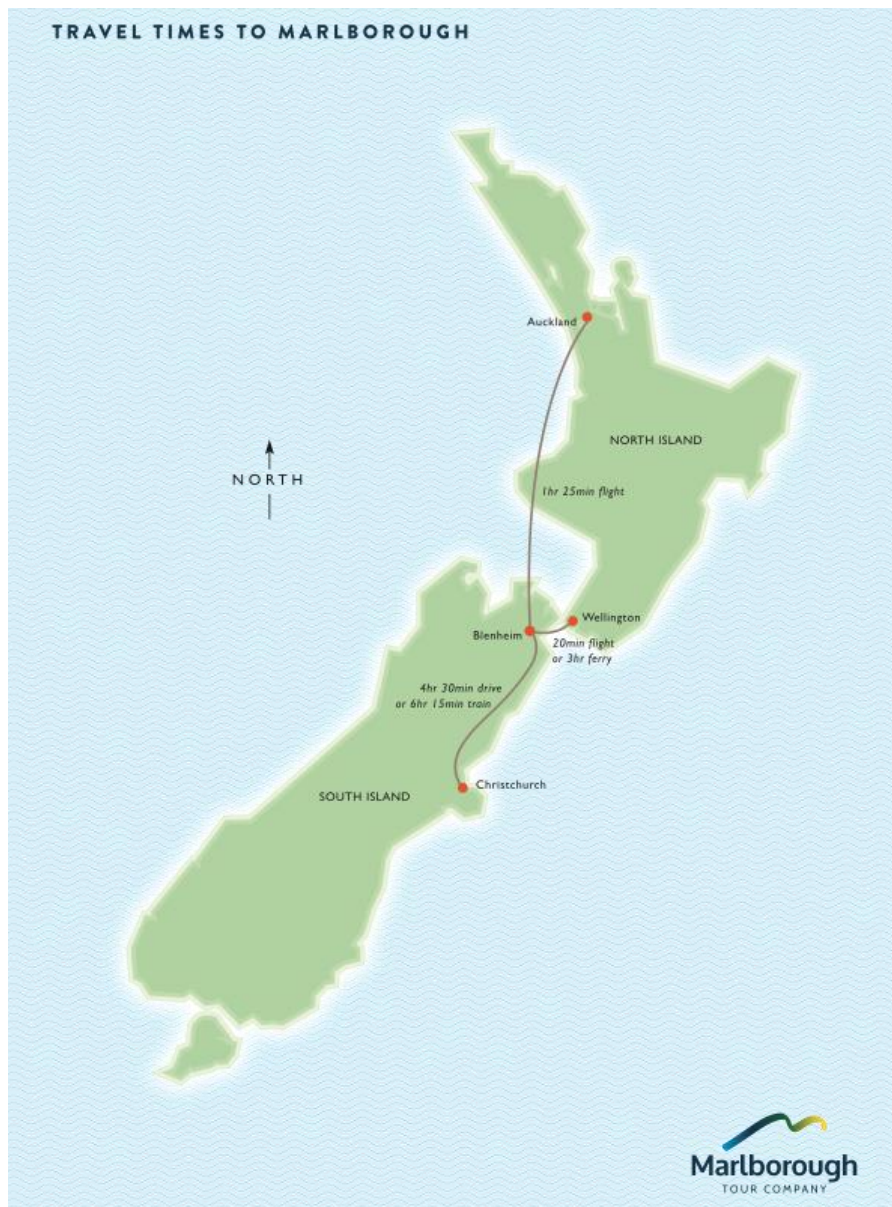 TRAVEL TIMES TO MARLBOROUGH
Auckland
NORTH ISLAND
NORTH
1hr 25min flight
Wellington
Blenheim
20min flight
or 3hr ferry
4hr 30min drive
or 6hr 15min train
Christchurch
SOUTH ISLAND
Marlborough
TOUR COMPANY